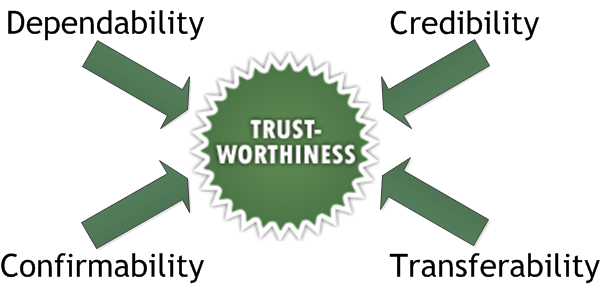 Dependability
Credibility
TRUST-
WORTHINESS
Confirmability
Transferability